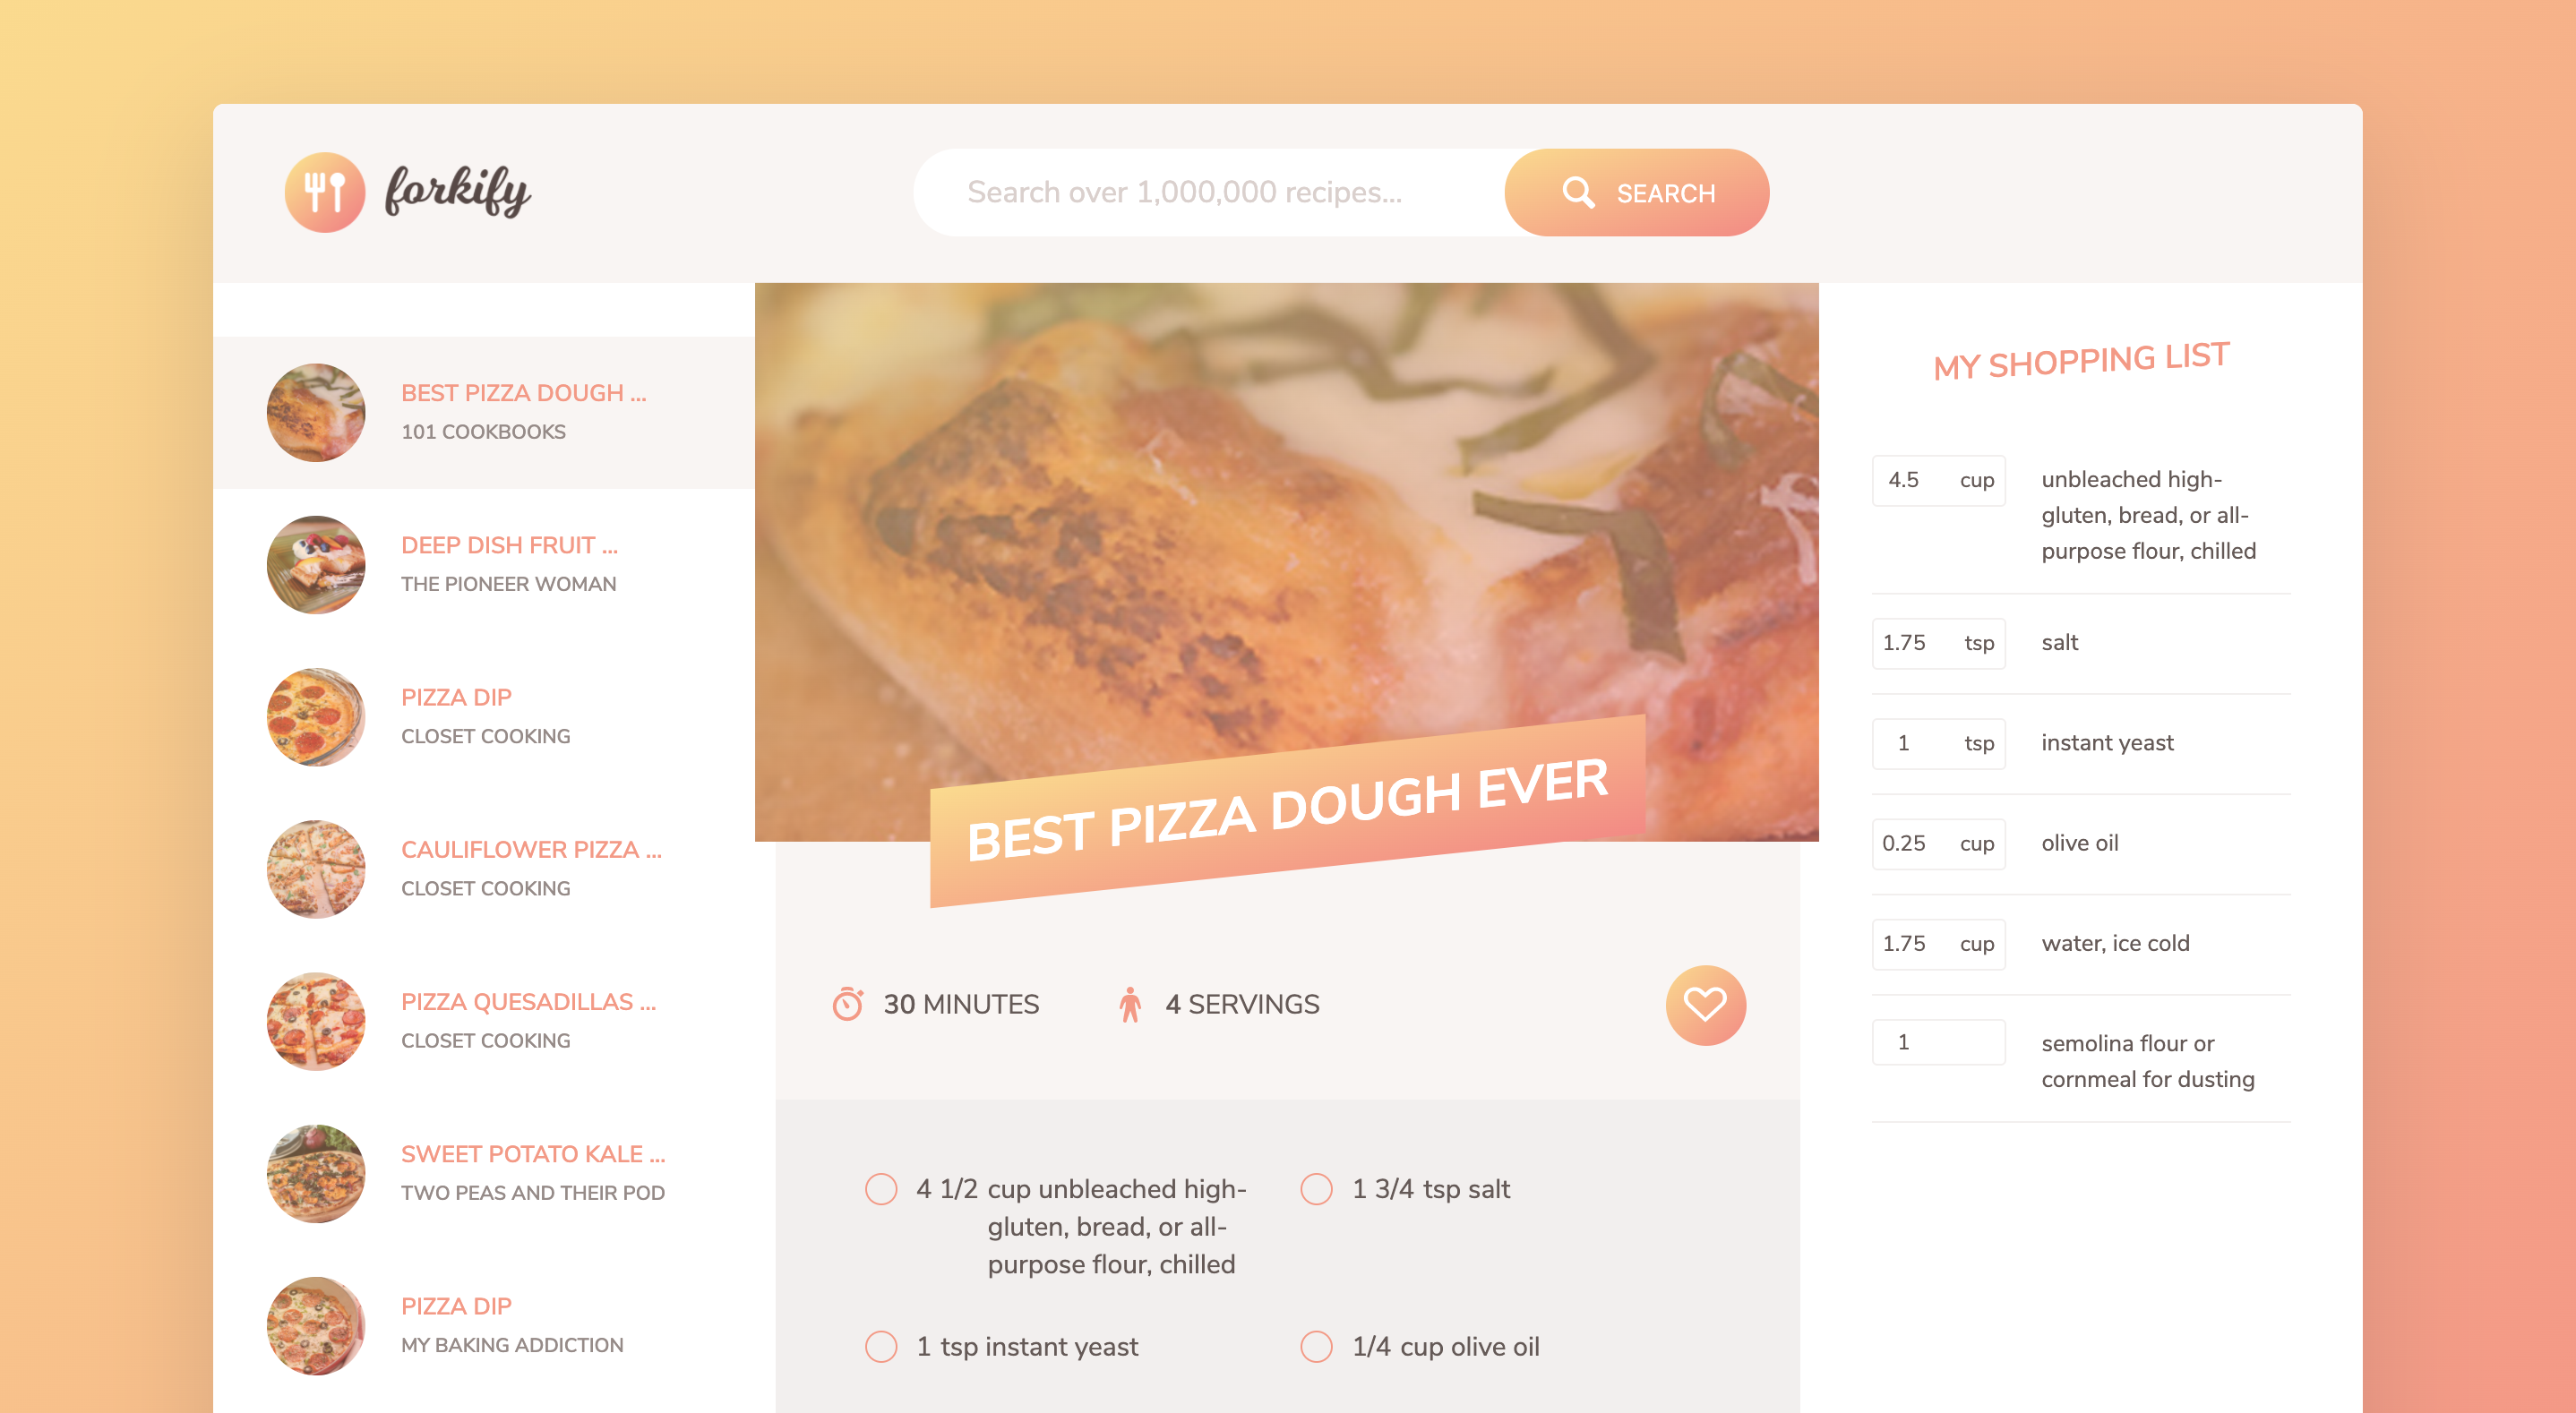 forkify
Search over 1,000,000 recipes...
SEARCH
BEST PIZZA DOUGH ...
101 COOKBOOKS
DEEP DISH FRUIT ...
THE PIONEER WOMAN
PIZZA DIP
CLOSET COOKING
CAULIFLOWER PIZZA ...
CLOSET COOKING
PIZZA QUESADILLAS ...
CLOSET COOKING
SWEET POTATO KALE ...
TWO PEAS AND THEIR POD
PIZZA DIP
MY BAKING ADDICTION
BEST PIZZA DOUGH EVER
30 MINUTES
4 SERVINGS
4 1/2 cup unbleached high-
gluten, bread, or all-
purpose flour, chilled
1 3/4 tsp salt
1 tsp instant yeast
1/4 cup olive oil
MY SHOPPING LIST
4.5 cup unbleached high-
gluten, bread, or all-
purpose flour, chilled
1.75 tsp salt
1 tsp instant yeast
0.25 cup olive oil
1.75 cup water, ice cold
1 semolina flour or
cornmeal for dusting